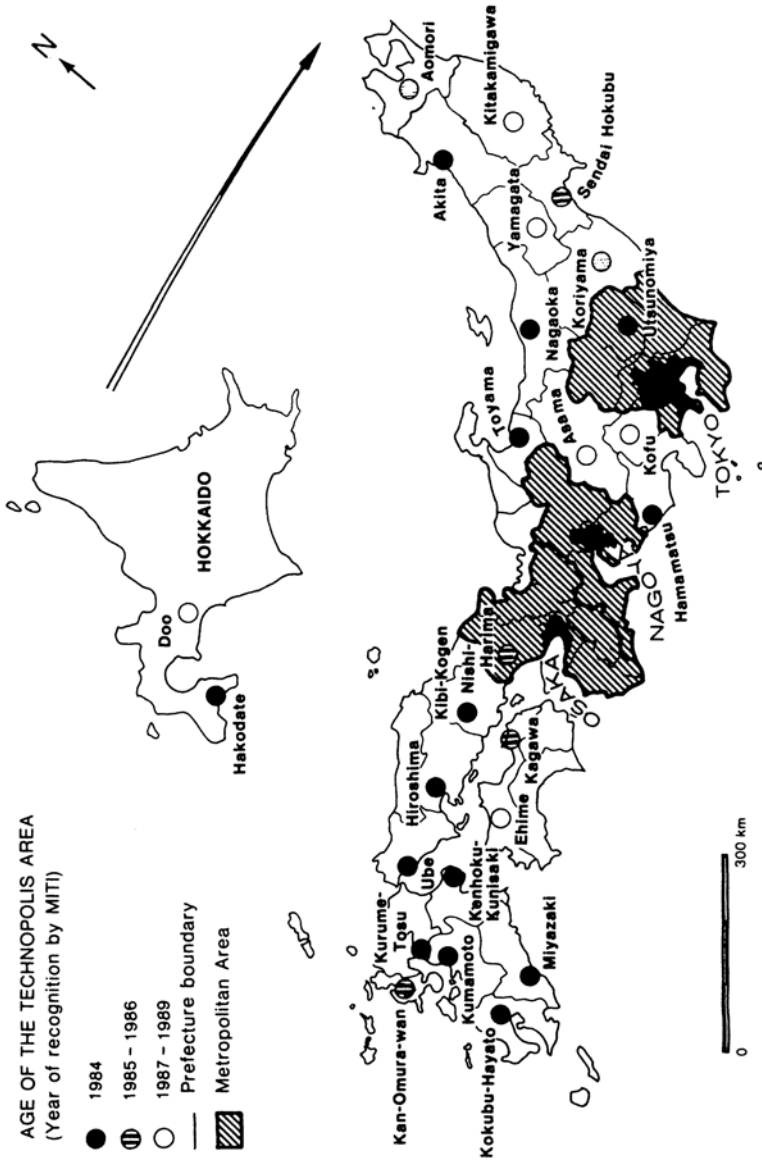 AGE OF THE TECHNOPOLIS AREA
(Year of recognition by MITI)
1984
1985 – 1986
1987 – 1989
Prefecture boundary
Metropolitan Area
N
HOKKAIDO
Doo
Hakodate
Aomori
Kitakamigawa
Akita
Sendai Hokubu
Yamagata
Koriyama
Nagaoka
Utsunomiya
Toyama
Asama
Kofu
TOKYO
Hamamatsu
NAGOYA
Nishi-
Harima
OSAKA
Kibi-Kogen
Kagawa
Hiroshima
Ehime
Ube
Kenhoku-
Kunisaki
Kurume-
Tosu
Kumamoto
Miyazaki
Kan-Omura-wan
Kokubu-Hayato
0
300 km